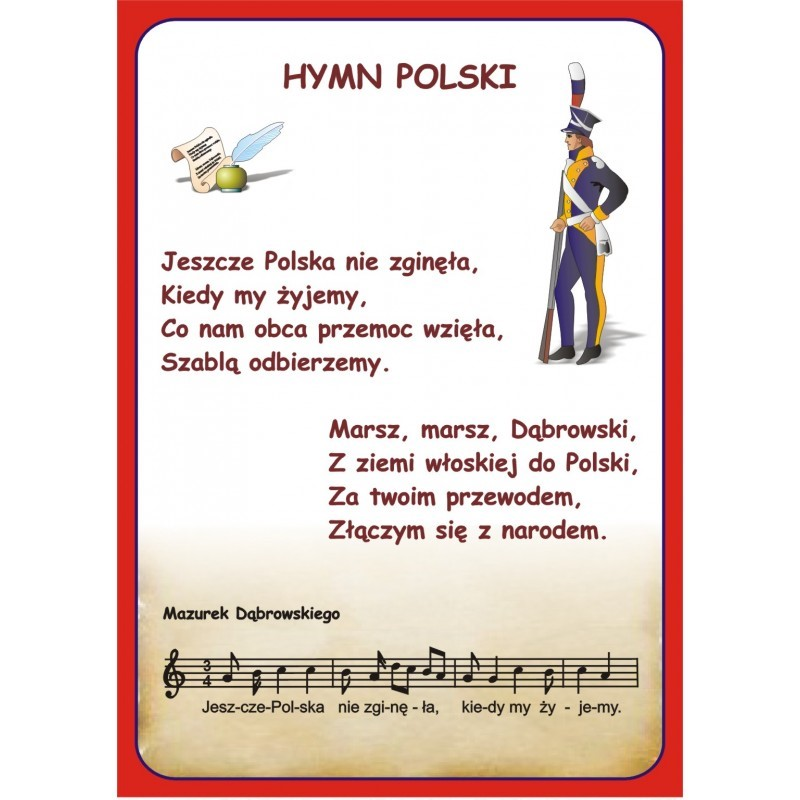 HYMN POLSKI
Jeszcze Polska nie zginęła,
Kiedy my żyjemy,
Co nam obca przemoc wzięła,
Szablą odbierzemy.
Marsz, marsz, Dąbrowski,
Z ziemi włoskiej do Polski,
Za twoim przewodem,
Złączym się z narodem.
Mazurek Dąbrowskiego
3
4
Jesz-cze-Pol-ska nie zgi-nę - ła, kie-dy my ży - je-my.